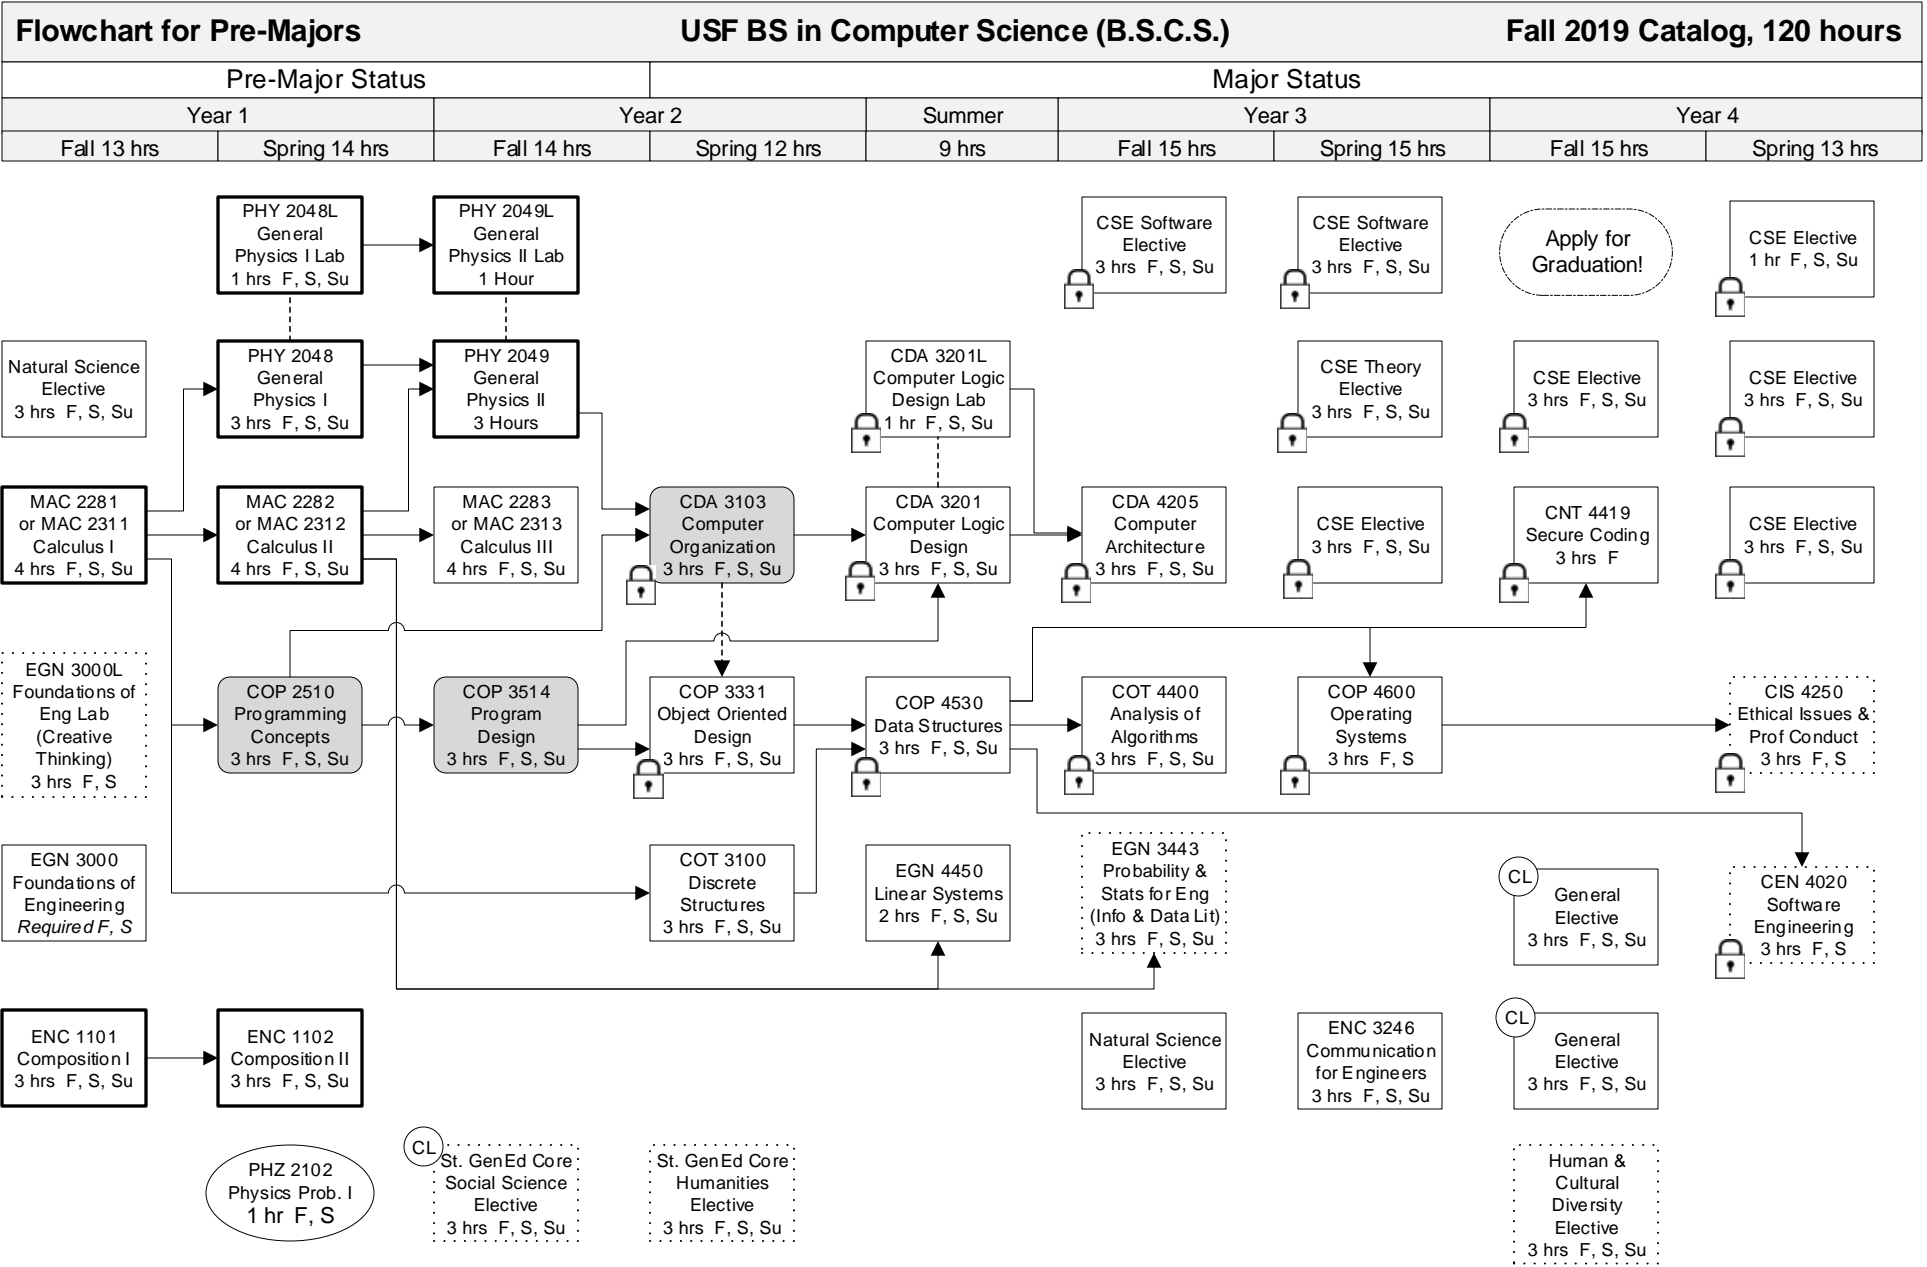 Flowchart for Pre-Majors
USF BS in Computer Science (B.S.C.S.)
Fall 2019 Catalog, 120 hours
Pre-Major Status
Major Status
Year 1
Year 2
Summer
Year 3
Year 4
Fall 13 hrs
Spring 14 hrs
Fall 14 hrs
Spring 12 hrs
9 hrs
Fall 15 hrs
Spring 15 hrs
Fall 15 hrs
Spring 13 hrs
PHY 2048L
General
Physics I Lab
1 hrs F, S, Su
PHY 2049L
General
Physics II Lab
1 Hour
CSE Software
Elective
3 hrs F, S, Su
CSE Software
Elective
3 hrs F, S, Su
Apply for
Graduation!
CSE Elective
1 hr F, S, Su
Natural Science
Elective
3 hrs F, S, Su
PHY 2048
General
Physics I
3 hrs F, S, Su
PHY 2049
General
Physics II
3 Hours
CDA 3201L
Computer Logic
Design Lab
1 hr F, S, Su
CSE Theory
Elective
3 hrs F, S, Su
CSE Elective
3 hrs F, S, Su
CSE Elective
3 hrs F, S, Su
MAC 2281
or MAC 2311
Calculus I
4 hrs F, S, Su
MAC 2282
or MAC 2312
Calculus II
4 hrs F, S, Su
MAC 2283
or MAC 2313
Calculus III
4 hrs F, S, Su
CDA 3103
Computer
Organization
3 hrs F, S, Su
CDA 3201
Computer Logic
Design
3 hrs F, S, Su
CDA 4205
Computer
Architecture
3 hrs F, S, Su
CSE Elective
3 hrs F, S, Su
CNT 4419
Secure Coding
3 hrs F
CSE Elective
3 hrs F, S, Su
EGN 3000L
Foundations of
Eng Lab
(Creative
Thinking)
3 hrs F, S
COP 2510
Programming
Concepts
3 hrs F, S, Su
COP 3514
Program
Design
3 hrs F, S, Su
COP 3331
Object Oriented
Design
3 hrs F, S, Su
COP 4530
Data Structures
3 hrs F, S, Su
COT 4400
Analysis of
Algorithms
3 hrs F, S, Su
COP 4600
Operating
Systems
3 hrs F, S
CIS 4250
Ethical Issues &
Prof Conduct
3 hrs F, S
EGN 3000
Foundations of
Engineering
Required F, S
COT 3100
Discrete
Structures
3 hrs F, S, Su
EGN 4450
Linear Systems
2 hrs F, S, Su
EGN 3443
Probability &
Stats for Eng
(Info & Data Lit)
3 hrs F, S, Su
CL
General
Elective
3 hrs F, S, Su
CEN 4020
Software
Engineering
3 hrs F, S
ENC 1101
Composition I
3 hrs F, S, Su
ENC 1102
Composition II
3 hrs F, S, Su
Natural Science
Elective
3 hrs F, S, Su
ENC 3246
Communication
for Engineers
3 hrs F, S, Su
CL
General
Elective
3 hrs F, S, Su
PHZ 2102
Physics Prob. I
1 hr F, S
CL
St. GenEd Core
Social Science
Elective
3 hrs F, S, Su
St. GenEd Core
Humanities
Elective
3 hrs F, S, Su
Human &
Cultural
Diversity
Elective
3 hrs F, S, Su